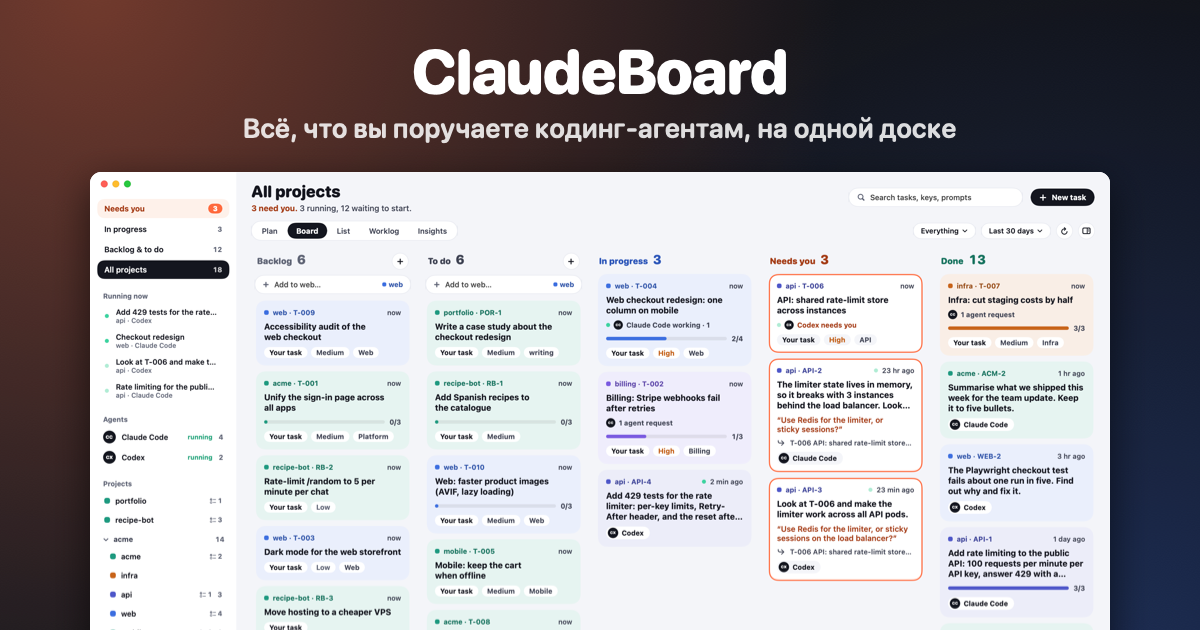 ClaudeBoard
Всё, что вы поручаете кодинг-агентам, на одной доске
Needs you 3
In progress 3
Backlog & to do 12
All projects 18
Running now
Add 429 tests for the rate...
api · Codex
Checkout redesign
web · Claude Code
Look at T-006 and make t...
api · Codex
Rate limiting for the publi...
api · Claude Code
Agents
CC Claude Code running 4
CX Codex running 2
Projects
portfolio 1
recipe-bot 3
acme 14
acme 2
infra
api 1 3
web 4
All projects
3 need you. 3 running, 12 waiting to start.
Search tasks, keys, prompts
+ New task
Plan Board List Worklog Insights
Everything Last 30 days
Backlog 6 +
+ Add to web... web
web · T-009 now
Accessibility audit of the
web checkout
Your task Medium Web
acme · T-001 now
Unify the sign-in page across
all apps
0/3
Your task Medium Platform
recipe-bot · RB-2 now
Rate-limit /random to 5 per
minute per chat
Your task Low
web · T-003 now
Dark mode for the web storefront
Your task Low Web
recipe-bot · RB-3 now
Move hosting to a cheaper VPS
Your task
To do 6 +
+ Add to web... web
portfolio · POR-1 now
Write a case study about the
checkout redesign
Your task Medium writing
recipe-bot · RB-1 now
Add Spanish recipes to
the catalogue
0/3
Your task Medium
web · T-010 now
Web: faster product images
(AVIF, lazy loading)
0/3
Your task Medium Web
mobile · T-005 now
Mobile: keep the cart
when offline
Your task Medium Mobile
acme · T-008 now
In progress 3
web · T-004 now
Web checkout redesign: one
column on mobile
CC Claude Code working · 1
2/4
Your task High Web
billing · T-002 now
Billing: Stripe webhooks fail
after retries
CX 1 agent request
1/3
Your task High Billing
api · API-4 2 min ago
Add 429 tests for the rate
limiter: per-key limits, Retry-
After header, and the reset afte...
CX Codex
Needs you 3
api · T-006 now
API: shared rate-limit store
across instances
CX Codex needs you
Your task High API
api · API-2 23 hr ago
The limiter state lives in memory,
so it breaks with 3 instances
behind the load balancer. Look...
"Use Redis for the limiter, or
sticky sessions?"
T-006 API: shared rate-limit store...
CC Claude Code
api · API-3 23 min ago
Look at T-006 and make the
limiter work across all API pods.
"Use Redis for the limiter, or sticky
sessions on the load balancer?"
T-006 API: shared rate-limit store...
CX Codex
Done 13
infra · T-007 now
Infra: cut staging costs by half
CC 1 agent request
3/3
Your task Medium Infra
acme · ACM-2 1 hr ago
Summarise what we shipped this
week for the team update. Keep
it to five bullets.
CC Claude Code
web · WEB-2 3 hr ago
The Playwright checkout test
fails about one run in five. Find
out why and fix it.
CX Codex
api · API-1 1 day ago
Add rate limiting to the public
API: 100 requests per minute per
API key, answer 429 with a...
3/3
CC Claude Code